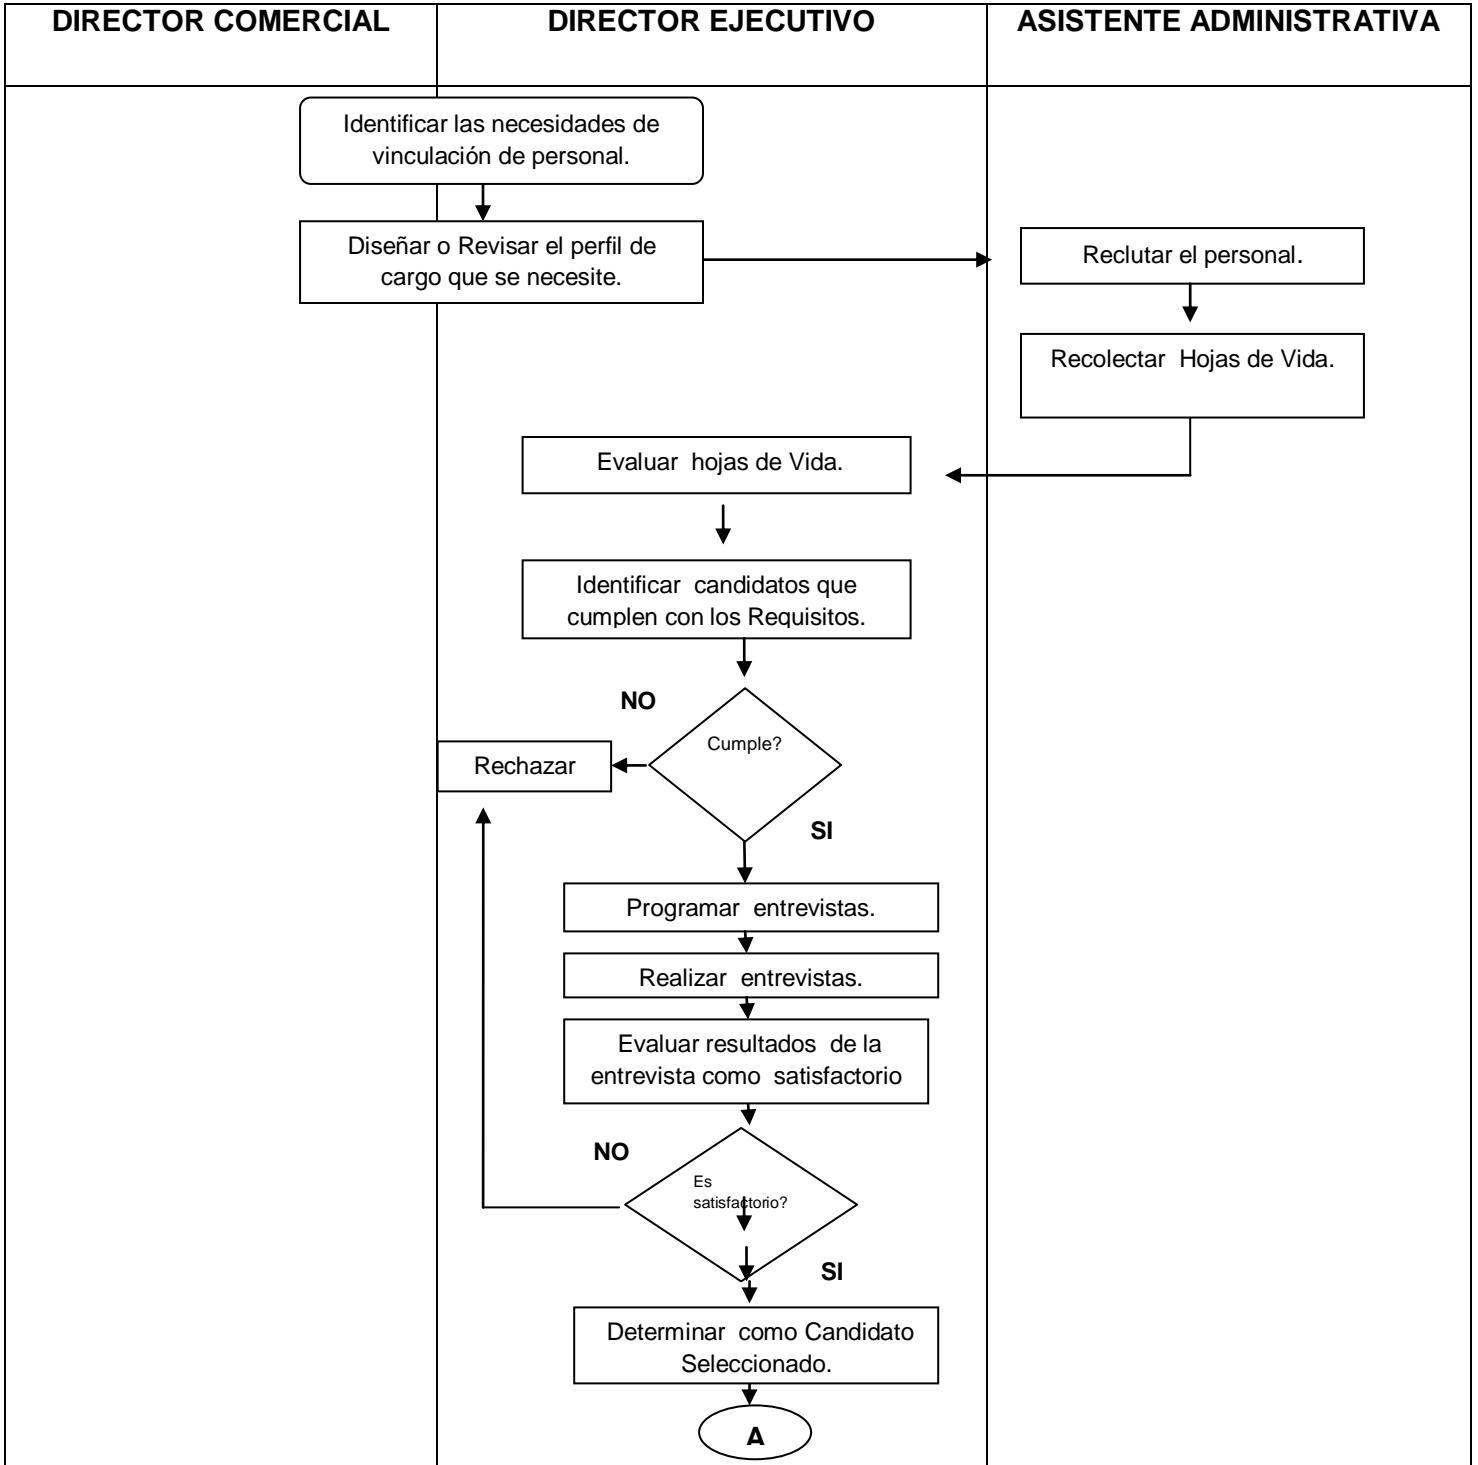 DIRECTOR COMERCIAL
DIRECTOR EJECUTIVO
ASISTENTE ADMINISTRATIVA
Identificar las necesidades de
vinculación de personal.
Diseñar o Revisar el perfil de
cargo que se necesite.
Reclutar el personal.
Recolectar Hojas de Vida.
Evaluar hojas de Vida.
Identificar candidatos que
cumplen con los Requisitos.
NO
Cumple?
Rechazar
SI
Programar entrevistas.
Realizar entrevistas.
Evaluar resultados de la
entrevista como satisfactorio
NO
Es
satisfactorio?
SI
Determinar como Candidato
Seleccionado.
A